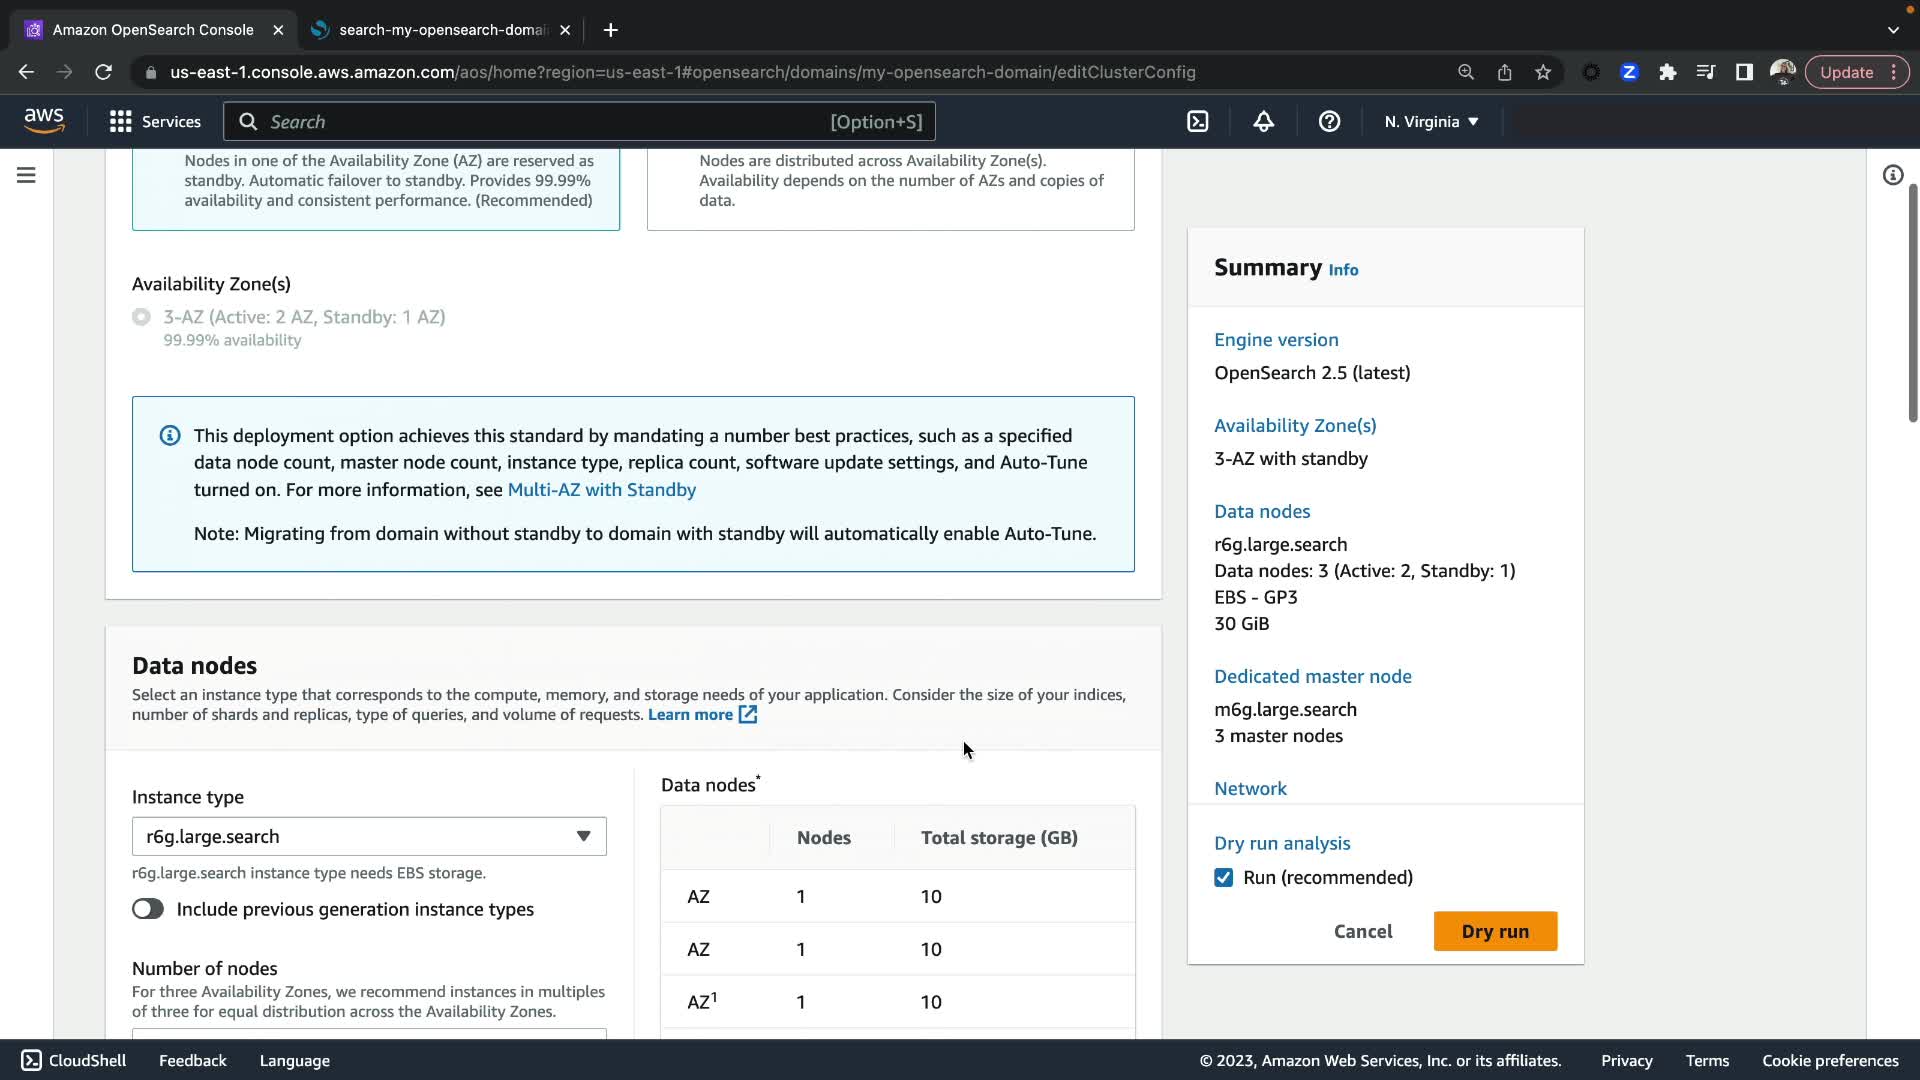 Amazon OpenSearch Console
search-my-opensearch-domai
us-east-1.console.aws.amazon.com/aos/home?region=us-east-1#opensearch/domains/my-opensearch-domain/editClusterConfig
Z
Update
aws
Services
Search
[Option+S]
N. Virginia
Nodes in one of the Availability Zone (AZ) are reserved as
standby. Automatic failover to standby. Provides 99.99%
availability and consistent performance. (Recommended)
Nodes are distributed across Availability Zone(s).
Availability depends on the number of AZs and copies of
data.
Availability Zone(s)
3-AZ (Active: 2 AZ, Standby: 1 AZ)
99.99% availability
This deployment option achieves this standard by mandating a number best practices, such as a specified
data node count, master node count, instance type, replica count, software update settings, and Auto-Tune
turned on. For more information, see Multi-AZ with Standby
Note: Migrating from domain without standby to domain with standby will automatically enable Auto-Tune.
Data nodes
Select an instance type that corresponds to the compute, memory, and storage needs of your application. Consider the size of your indices,
number of shards and replicas, type of queries, and volume of requests. Learn more
Instance type
r6g.large.search
r6g.large.search instance type needs EBS storage.
Include previous generation instance types
Number of nodes
For three Availability Zones, we recommend instances in multiples
of three for equal distribution across the Availability Zones.
Data nodes*
Nodes Total storage (GB)
AZ 1 10
AZ 1 10
AZ1 1 10
Summary Info
Engine version
OpenSearch 2.5 (latest)
Availability Zone(s)
3-AZ with standby
Data nodes
r6g.large.search
Data nodes: 3 (Active: 2, Standby: 1)
EBS - GP3
30 GiB
Dedicated master node
m6g.large.search
3 master nodes
Network
Dry run analysis
Run (recommended)
Cancel
Dry run
CloudShell
Feedback
Language
© 2023, Amazon Web Services, Inc. or its affiliates.
Privacy
Terms
Cookie preferences